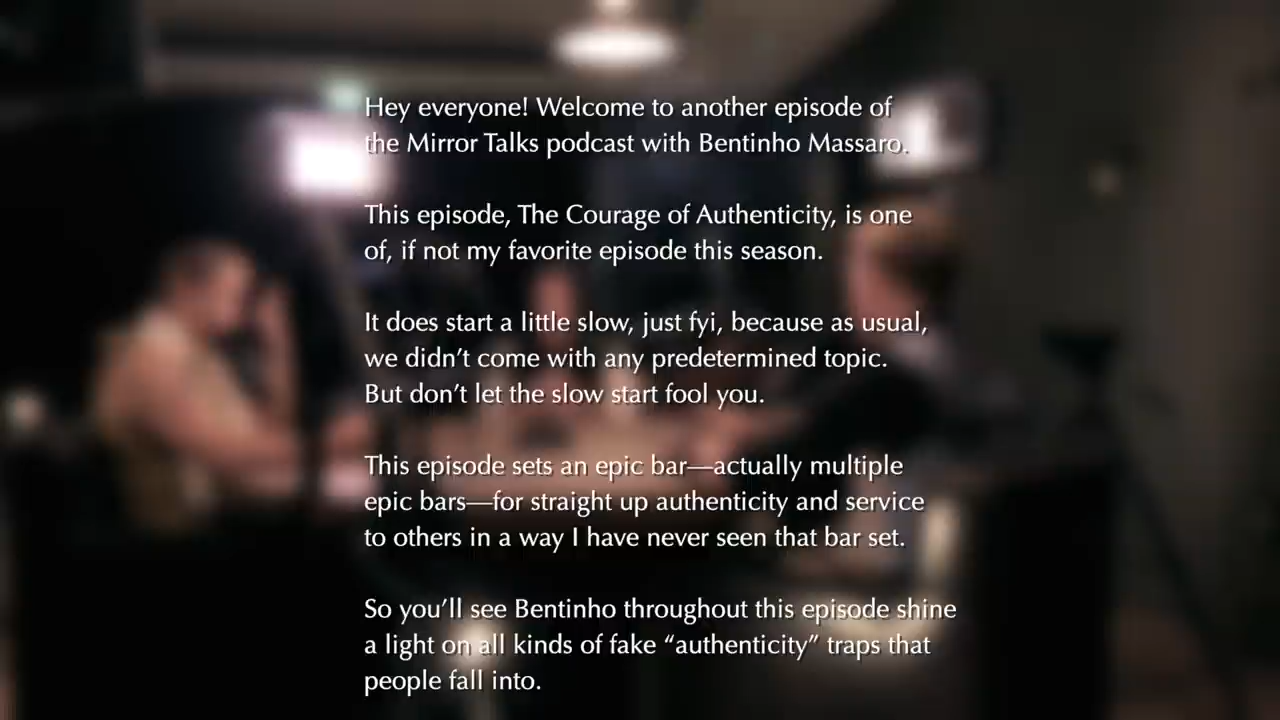 Hey everyone! Welcome to another episode of
the Mirror Talks podcast with Bentinho Massaro.
This episode, The Courage of Authenticity, is one
of, if not my favorite episode this season.
It does start a little slow, just fyi, because as usual,
we didn’t come with any predetermined topic.
But don’t let the slow start fool you.
This episode sets an epic bar—actually multiple
epic bars—for straight up authenticity and service
to others in a way I have never seen that bar set.
So you’ll see Bentinho throughout this episode shine
a light on all kinds of fake “authenticity” traps that
people fall into.